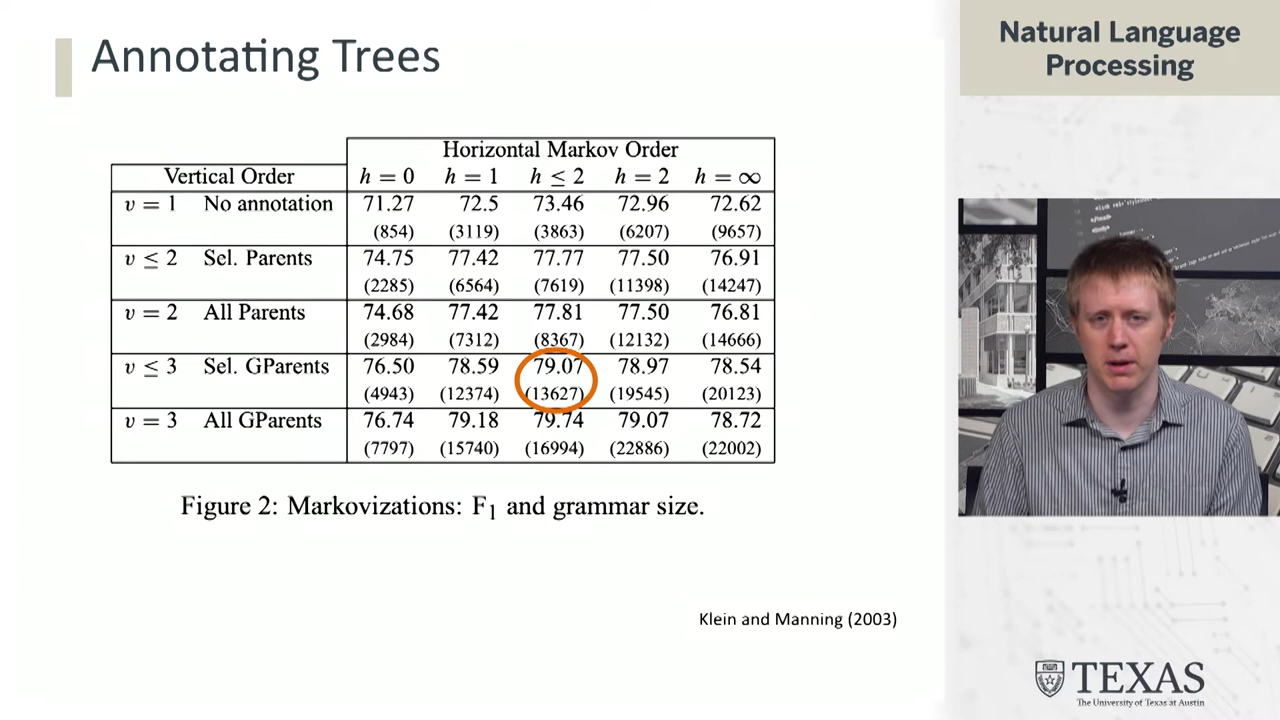 Annotating Trees
Natural Language
Processing
Horizontal Markov Order
Vertical Order h = 0 h = 1 h ≤ 2 h = 2 h = ∞
v = 1 No annotation 71.27 72.5 73.46 72.96 72.62
(854) (3119) (3863) (6207) (9657)
v ≤ 2 Sel. Parents 74.75 77.42 77.77 77.50 76.91
(2285) (6564) (7619) (11398) (14247)
v = 2 All Parents 74.68 77.42 77.81 77.50 76.81
(2984) (7312) (8367) (12132) (14666)
v ≤ 3 Sel. GParents 76.50 78.59 79.07 78.97 78.54
(4943) (12374) (13627) (19545) (20123)
v = 3 All GParents 76.74 79.18 79.74 79.07 78.72
(7797) (15740) (16994) (22886) (22002)
Figure 2: Markovizations: F₁ and grammar size.
Klein and Manning (2003)
TEXAS
The University of Texas at Austin